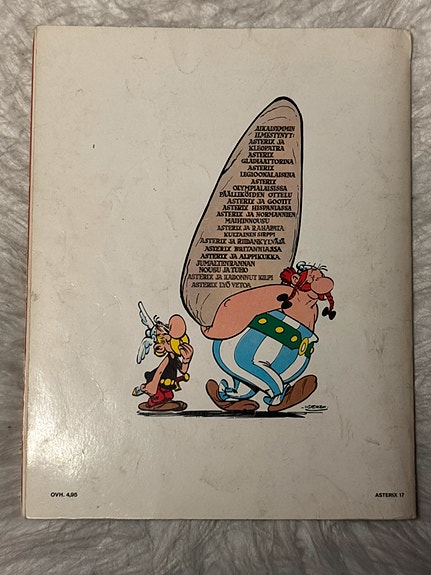 AIKAISEMMIN
ILMESTYNYT:
ASTERIX JA
KLEOPATRA
ASTERIX
GLADIAATTORINA
ASTERIX
LEGIOONALAISENA
ASTERIX
OLYMPIALAISISSA
PÄÄLLIKÖIDEN OTTELU
ASTERIX JA GOOTIT
ASTERIX HISPANIASSA
ASTERIX JA NORMANNIEN
MAIHINNOUSU
ASTERIX JA RAHAPATA
KULTAINEN SIRPPI
ASTERIX JA RIIDANKYLVÄJÄ
ASTERIX BRITANNIASSA
ASTERIX JA ALPPIKUKKA
JUMALTENRANNAN
NOUSU JA TUHO
ASTERIX JA KADONNUT KILPI
ASTERIX LYÖ VETOA
UDERZO
OVH. 4,95
ASTERIX 17